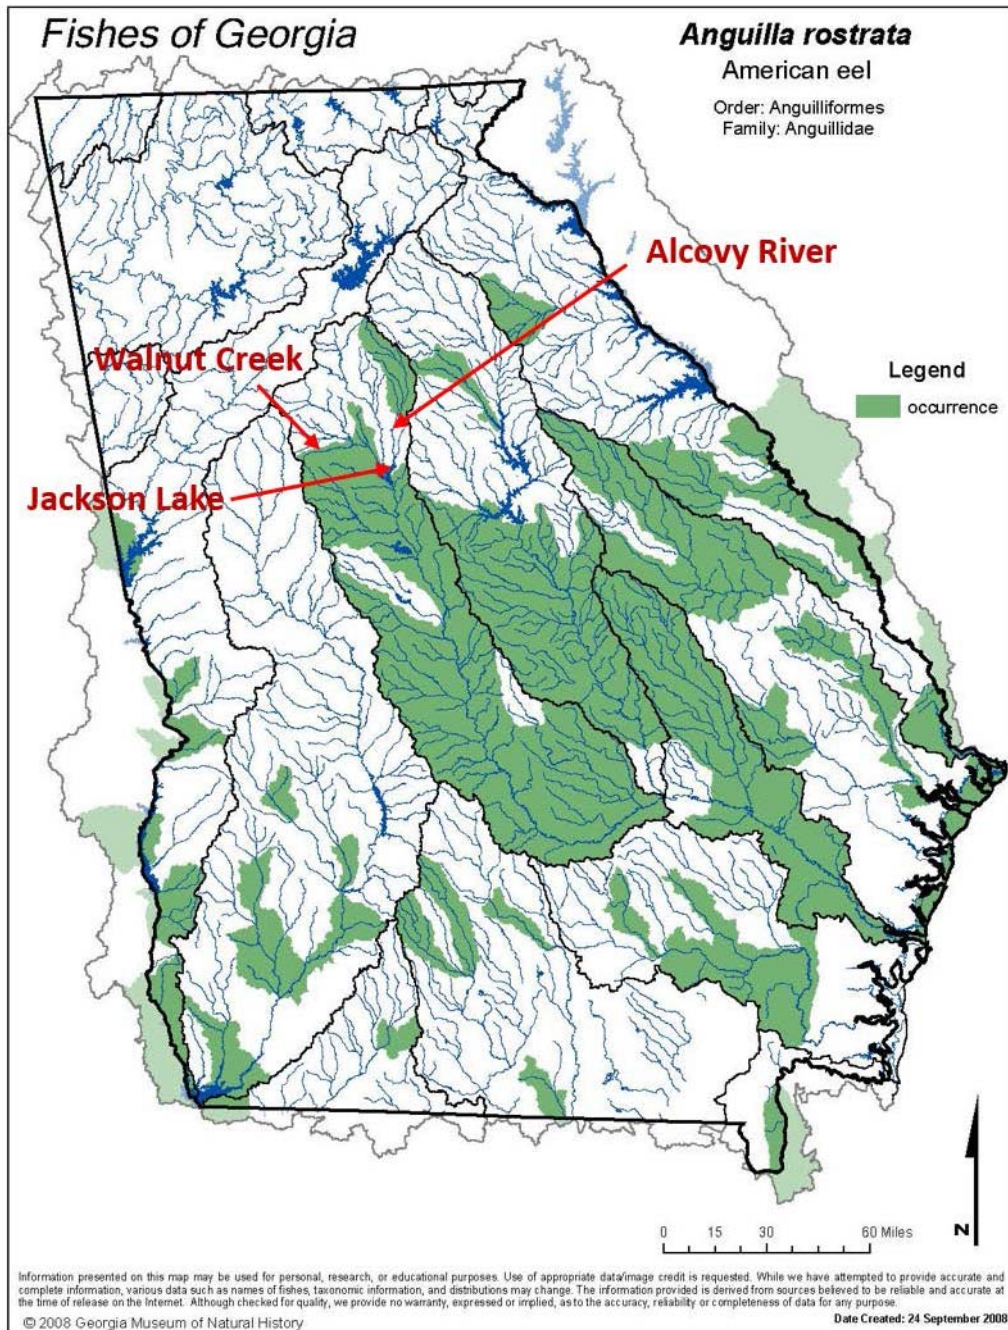 Fishes of Georgia
Anguilla rostrata
American eel
Order: Anguilliformes
Family: Anguillidae
Alcovy River
Walnut Creek
Jackson Lake
Legend
occurrence
0 15 30 60 Miles
N
Information presented on this map may be used for personal, research, or educational purposes. Use of appropriate data/image credit is requested. While we have attempted to provide accurate and
complete information, various data such as names of fishes, taxonomic information, and distributions may change. The information provided is derived from sources believed to be reliable and accurate at
the time of release on the Internet. Although checked for quality, we provide no warranty, expressed or implied, as to the accuracy, reliability or completeness of data for any purpose.
© 2008 Georgia Museum of Natural History
Date Created: 24 September 2008